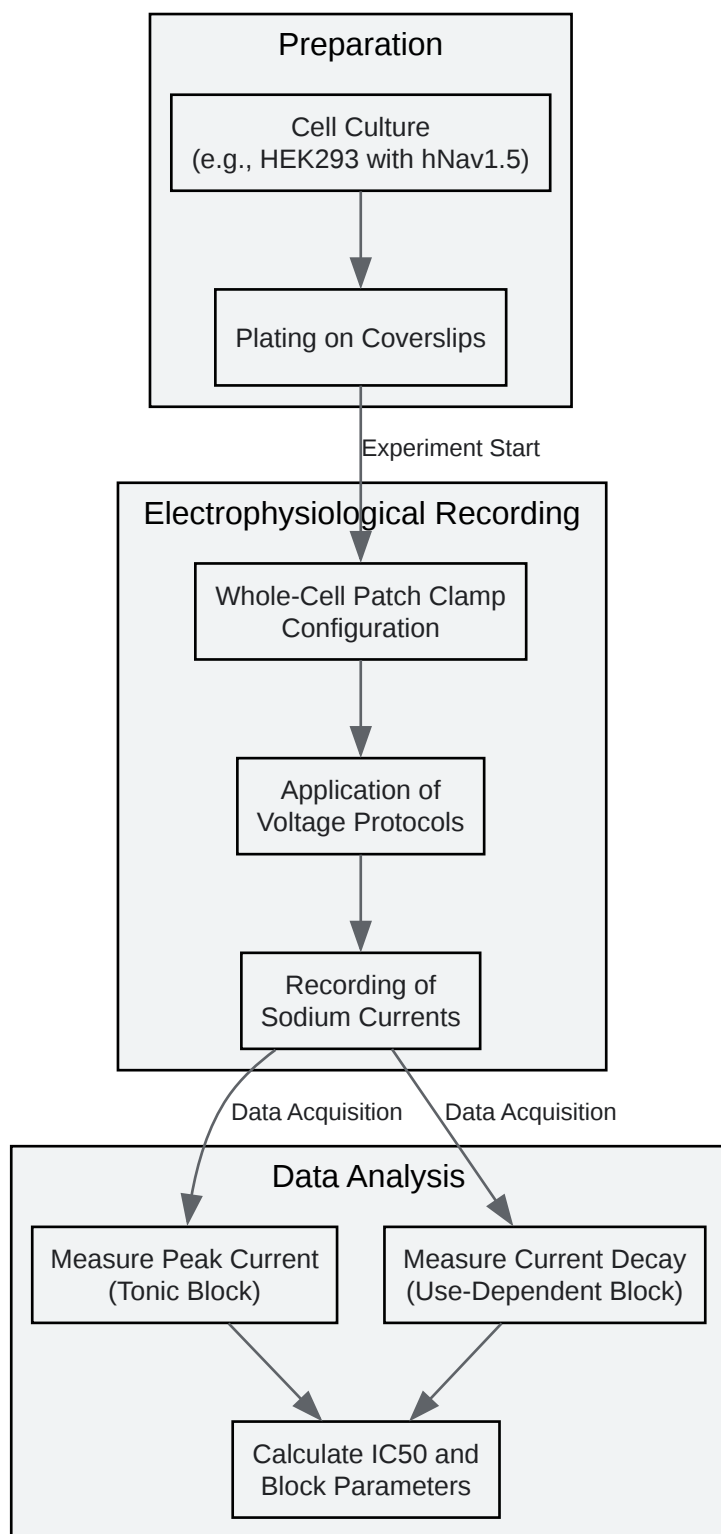 Preparation
Cell Culture
(e.g., HEK293 with hNav1.5)
Plating on Coverslips
Experiment Start
Electrophysiological Recording
Whole-Cell Patch Clamp
Configuration
Application of
Voltage Protocols
Recording of
Sodium Currents
Data Acquisition
Data Acquisition
Data Analysis
Measure Peak Current
(Tonic Block)
Measure Current Decay
(Use-Dependent Block)
Calculate IC50 and
Block Parameters